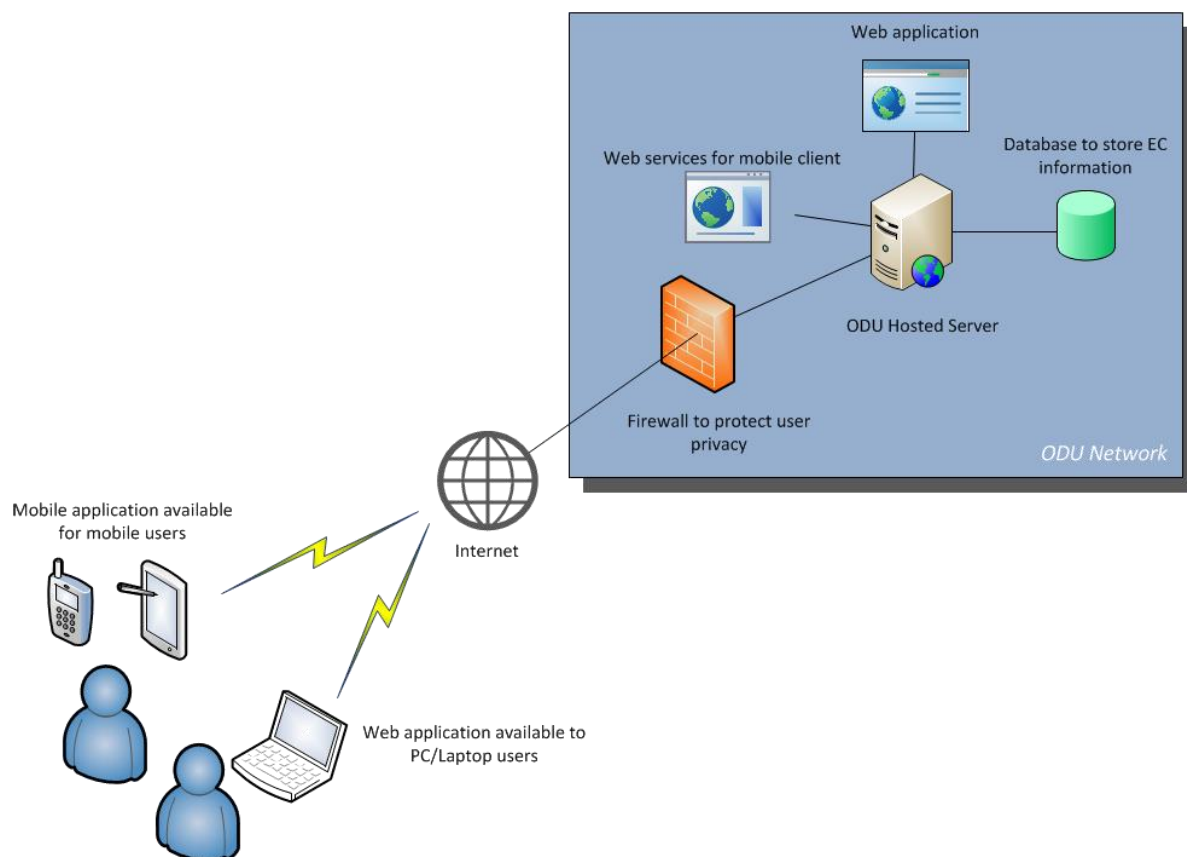 Web application
Web services for mobile client
Database to store EC
information
ODU Hosted Server
Firewall to protect user
privacy
ODU Network
Internet
Mobile application available
for mobile users
Web application available to
PC/Laptop users